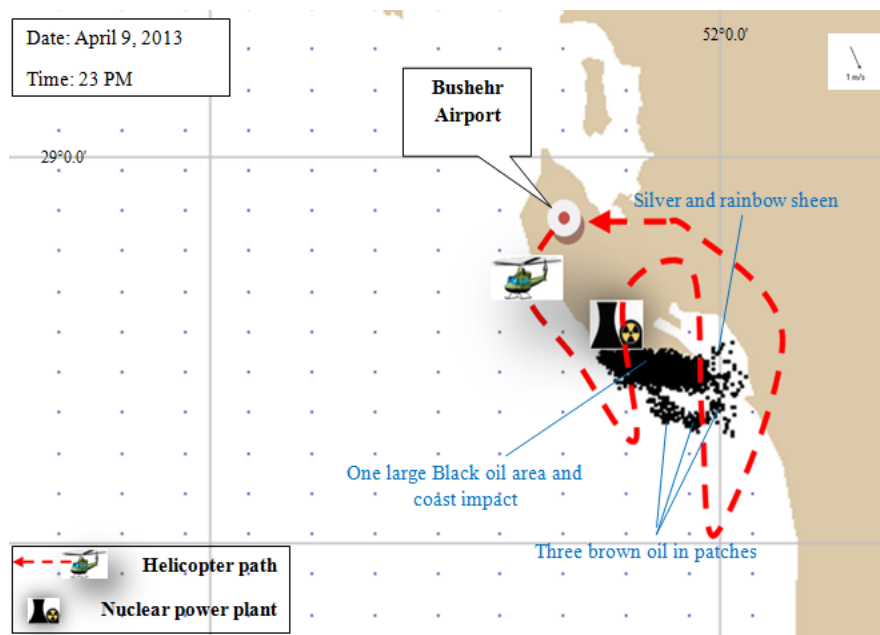 Date: April 9, 2013
Time: 23 PM
52°0.0'
1 m/s
Bushehr
Airport
29°0.0'
Silver and rainbow sheen
One large Black oil area and
coast impact
Three brown oil in patches
Helicopter path
Nuclear power plant